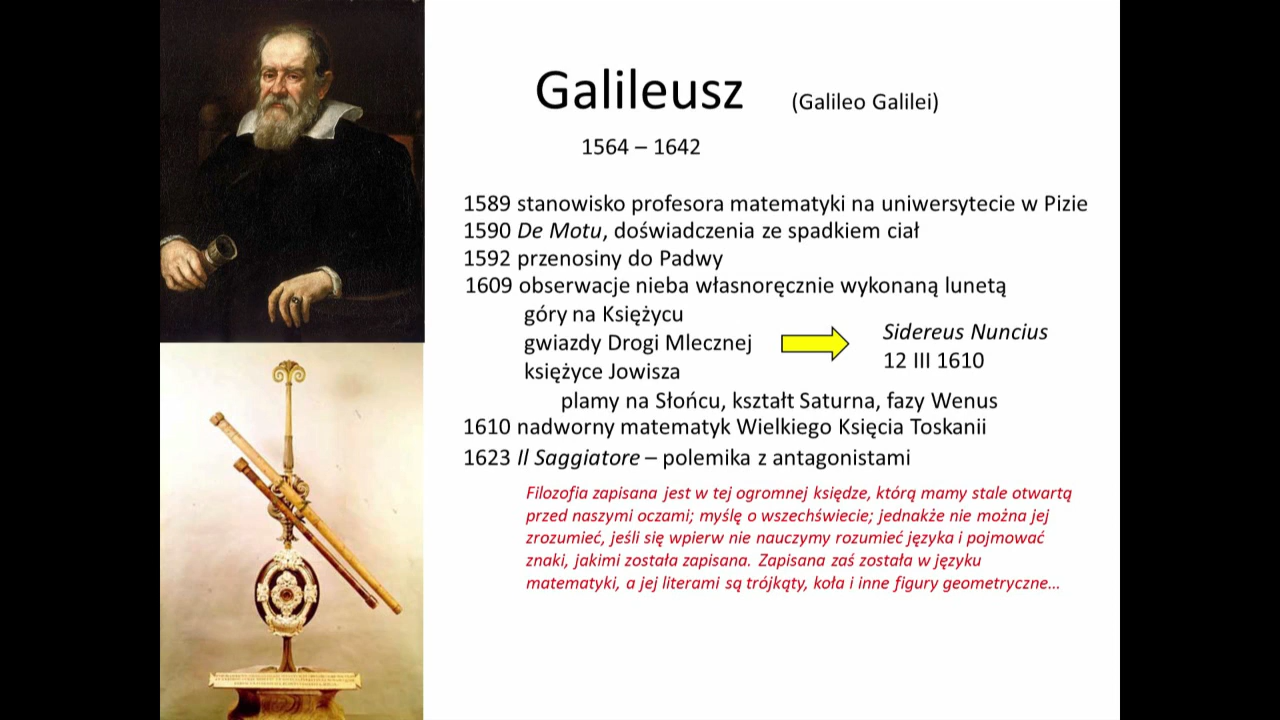 Galileusz (Galileo Galilei)
1564 – 1642
1589 stanowisko profesora matematyki na uniwersytecie w Pizie
1590 De Motu, doświadczenia ze spadkiem ciał
1592 przenosiny do Padwy
1609 obserwacje nieba własnoręcznie wykonaną lunetą
góry na Księżycu
gwiazdy Drogi Mlecznej
księżyce Jowisza
Sidereus Nuncius
12 III 1610
plamy na Słońcu, kształt Saturna, fazy Wenus
1610 nadworny matematyk Wielkiego Księcia Toskanii
1623 Il Saggiatore – polemika z antagonistami
Filozofia zapisana jest w tej ogromnej księdze, którą mamy stale otwartą
przed naszymi oczami; myślę o wszechświecie; jednakże nie można jej
zrozumieć, jeśli się wpierw nie nauczymy rozumieć języka i pojmować
znaki, jakimi została zapisana. Zapisana zaś została w języku
matematyki, a jej literami są trójkąty, koła i inne figury geometryczne…